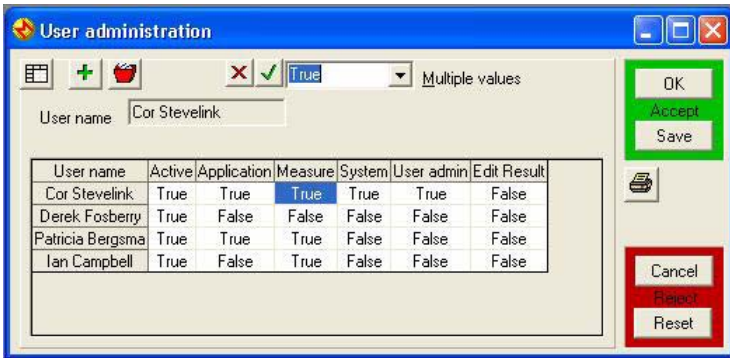 User administration
True
Multiple values
User name Cor Stevelink
User name Active Application Measure System User admin Edit Result
Cor Stevelink True True True True True False
Derek Fosberry True False False False False False
Patricia Bergsma True True True False False False
Ian Campbell True False True False False False
OK
Accept
Save
Cancel
Reject
Reset